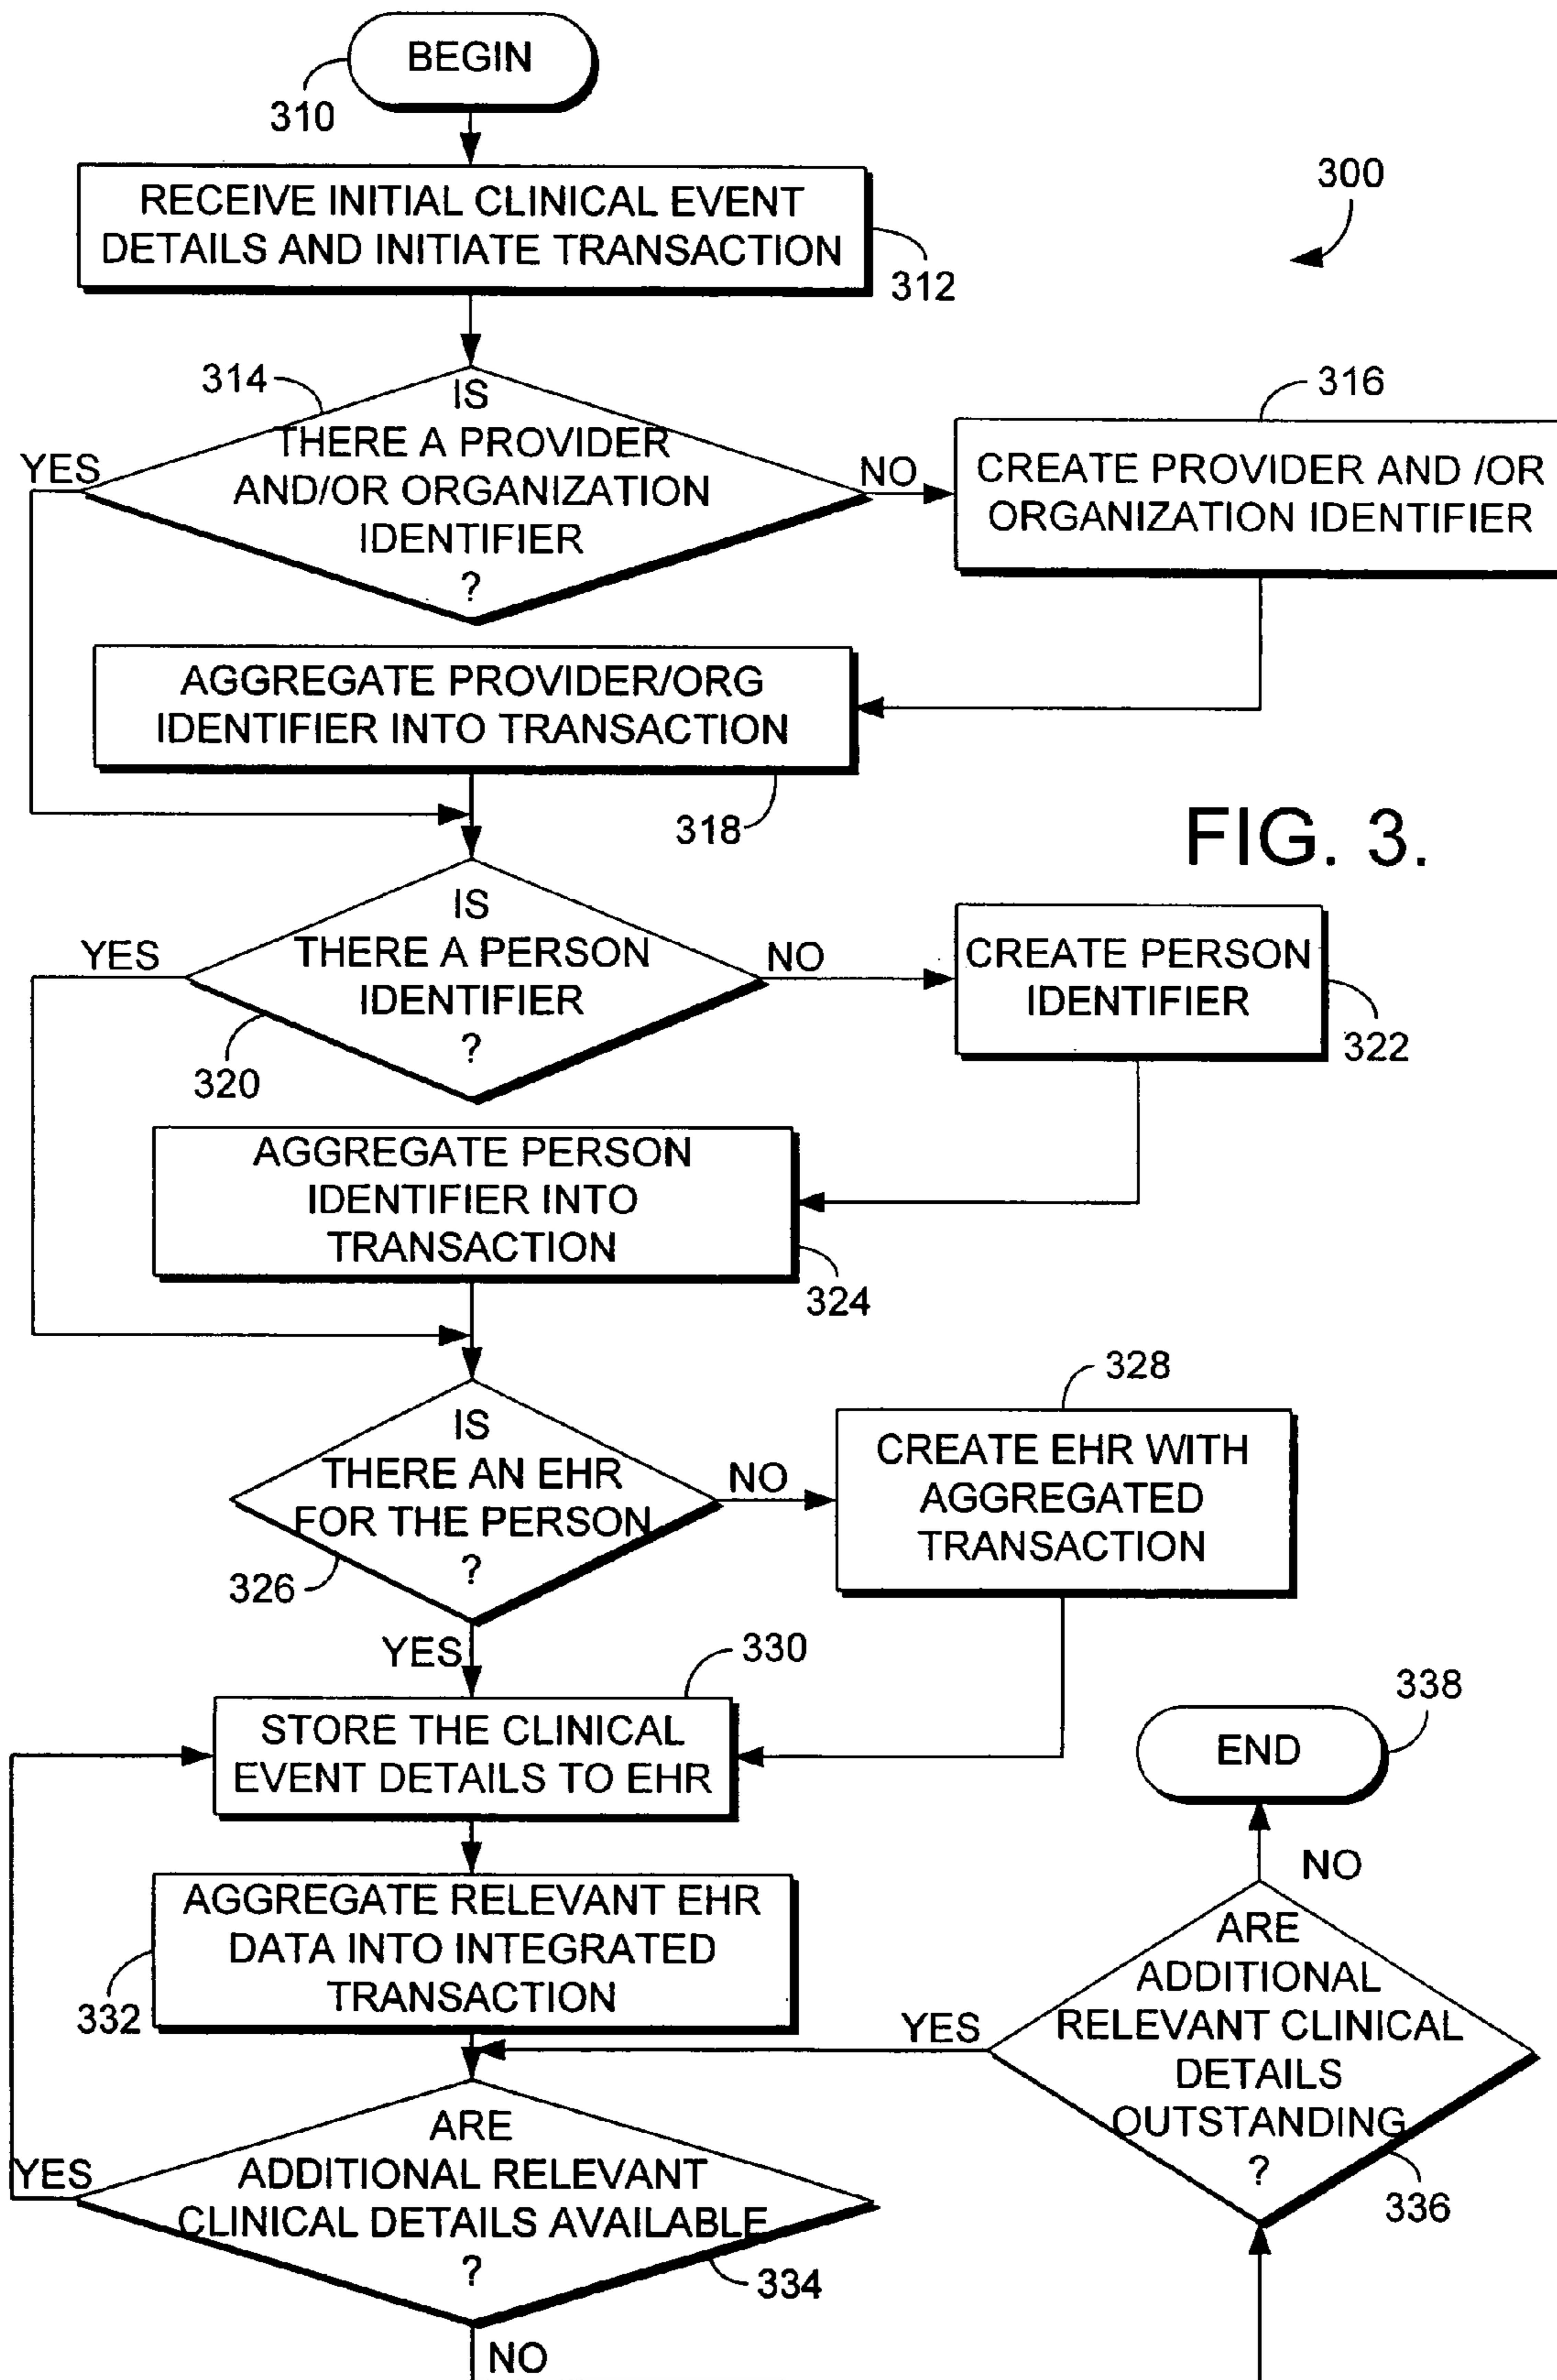 BEGIN
310
RECEIVE INITIAL CLINICAL EVENT
DETAILS AND INITIATE TRANSACTION
312
300
314
IS
THERE A PROVIDER
AND/OR ORGANIZATION
IDENTIFIER
?
YES
NO
316
CREATE PROVIDER AND /OR
ORGANIZATION IDENTIFIER
AGGREGATE PROVIDER/ORG
IDENTIFIER INTO TRANSACTION
318
FIG. 3.
IS
THERE A PERSON
IDENTIFIER
?
YES
NO
320
CREATE PERSON
IDENTIFIER
322
AGGREGATE PERSON
IDENTIFIER INTO
TRANSACTION
324
IS
THERE AN EHR
FOR THE PERSON
?
326
NO
328
CREATE EHR WITH
AGGREGATED
TRANSACTION
YES
330
STORE THE CLINICAL
EVENT DETAILS TO EHR
338
END
AGGREGATE RELEVANT EHR
DATA INTO INTEGRATED
TRANSACTION
332
NO
ARE
ADDITIONAL
RELEVANT CLINICAL
DETAILS
OUTSTANDING
?
YES
336
ARE
ADDITIONAL RELEVANT
CLINICAL DETAILS AVAILABLE
?
YES
334
NO